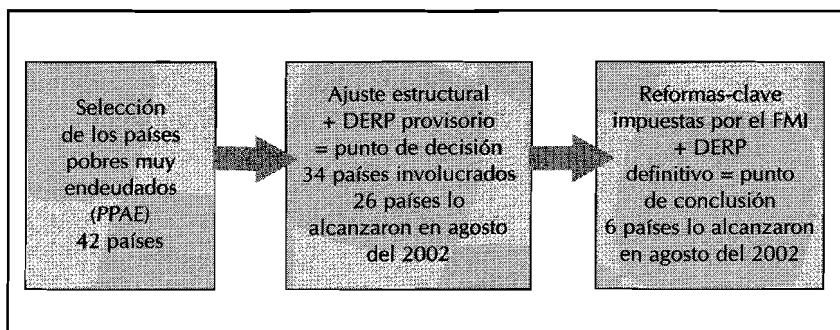 Selección
de los países
pobres muy
endeudados
(PPAE)
42 países
Ajuste estructural
+ DERP provisorio
= punto de decisión
34 países involucrados
26 países lo
alcanzaron en agosto
del 2002
Reformas-clave
impuestas por el FMI
+ DERP
definitivo = punto
de conclusión
6 países lo alcanzaron
en agosto del 2002